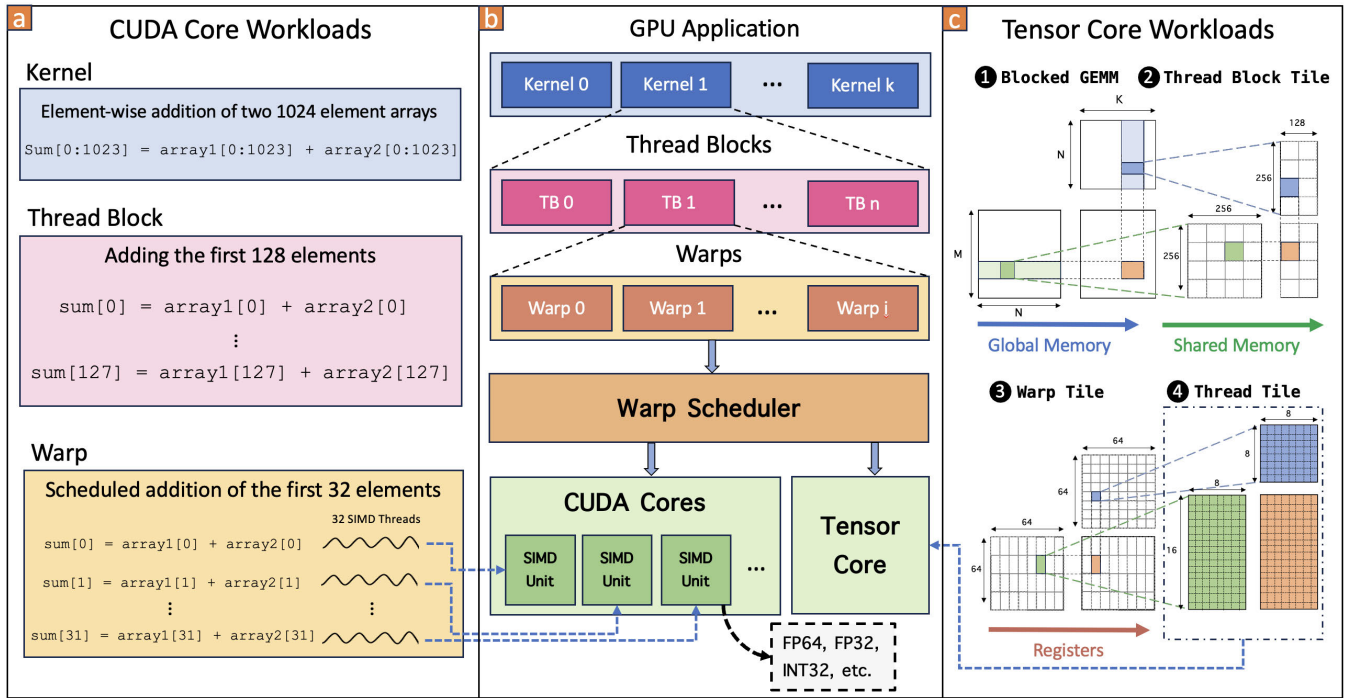 a
CUDA Core Workloads
Kernel
Element-wise addition of two 1024 element arrays
Sum[0:1023] = array1[0:1023] + array2[0:1023]
Thread Block
Adding the first 128 elements
sum[0] = array1[0] + array2[0]
⋮
sum[127] = array1[127] + array2[127]
Warp
Scheduled addition of the first 32 elements
32 SIMD Threads
sum[0] = array1[0] + array2[0]
sum[1] = array1[1] + array2[1]
⋮ ⋮
sum[31] = array1[31] + array2[31]
b
GPU Application
Kernel 0 Kernel 1 ... Kernel k
Thread Blocks
TB 0 TB 1 ... TB n
Warps
Warp 0 Warp 1 ... Warp i
Warp Scheduler
CUDA Cores
SIMD Unit
SIMD Unit
SIMD Unit
...
Tensor
Core
FP64, FP32,
INT32, etc.
c
Tensor Core Workloads
1 Blocked GEMM
K
N
M
N
Global Memory
2 Thread Block Tile
128
256
256
256
Shared Memory
3 Warp Tile
64
64
64
64
Registers
4 Thread Tile
8
8
8
16